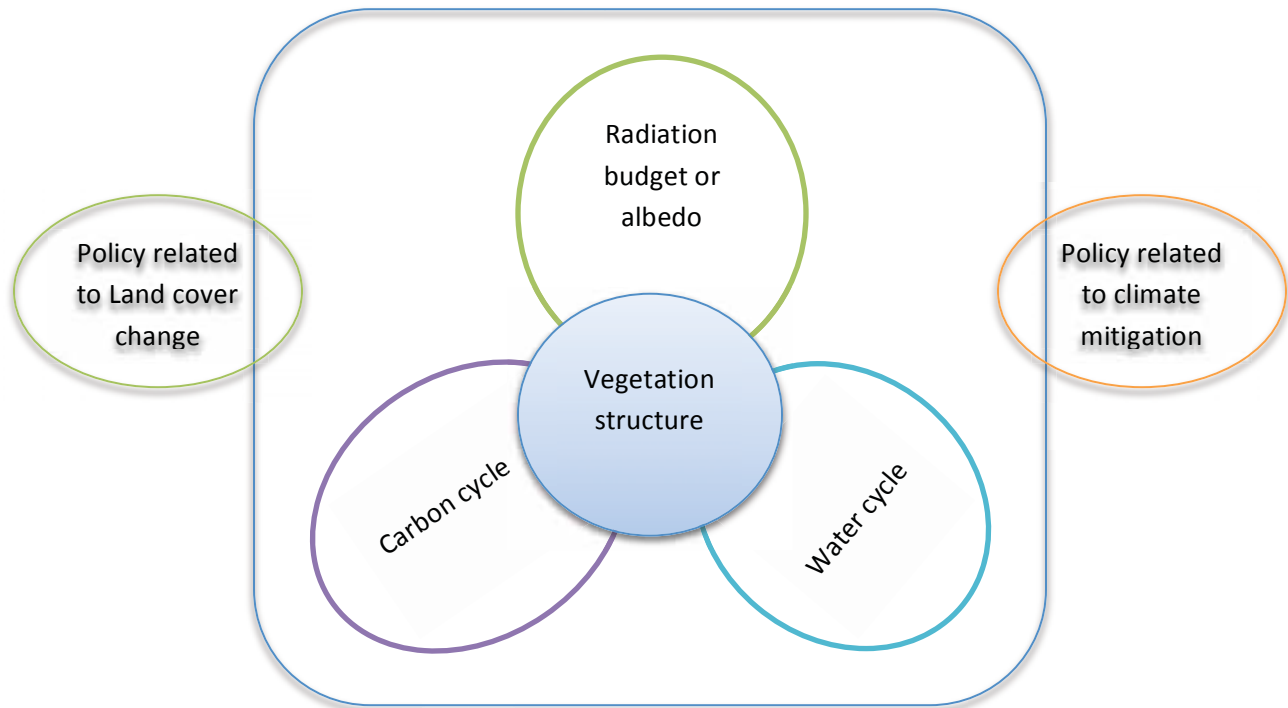 Radiation
budget or
albedo
Policy related
to Land cover
change
Policy related
to climate
mitigation
Vegetation
structure
Carbon cycle
Water cycle